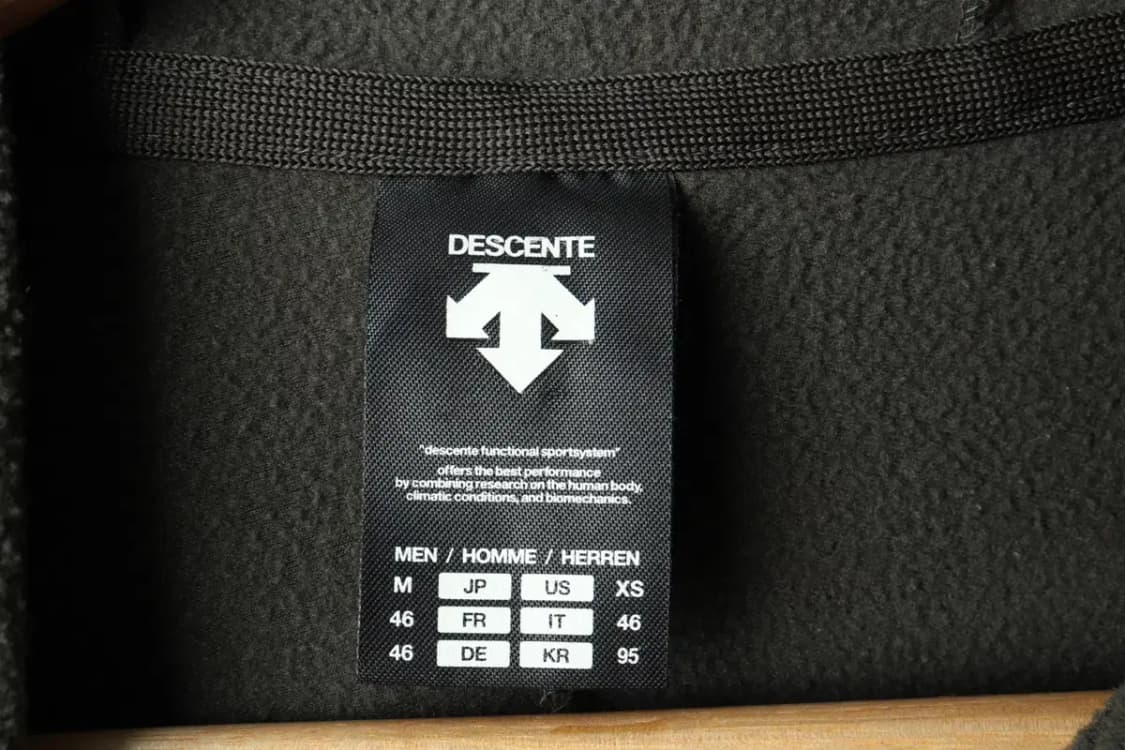 DESCENTE
"descente functional sportsystem"
offers the best performance
by combining research on the human body,
climatic conditions, and biomechanics.
MEN / HOMME / HERREN
M JP US XS
46 FR IT 46
46 DE KR 95